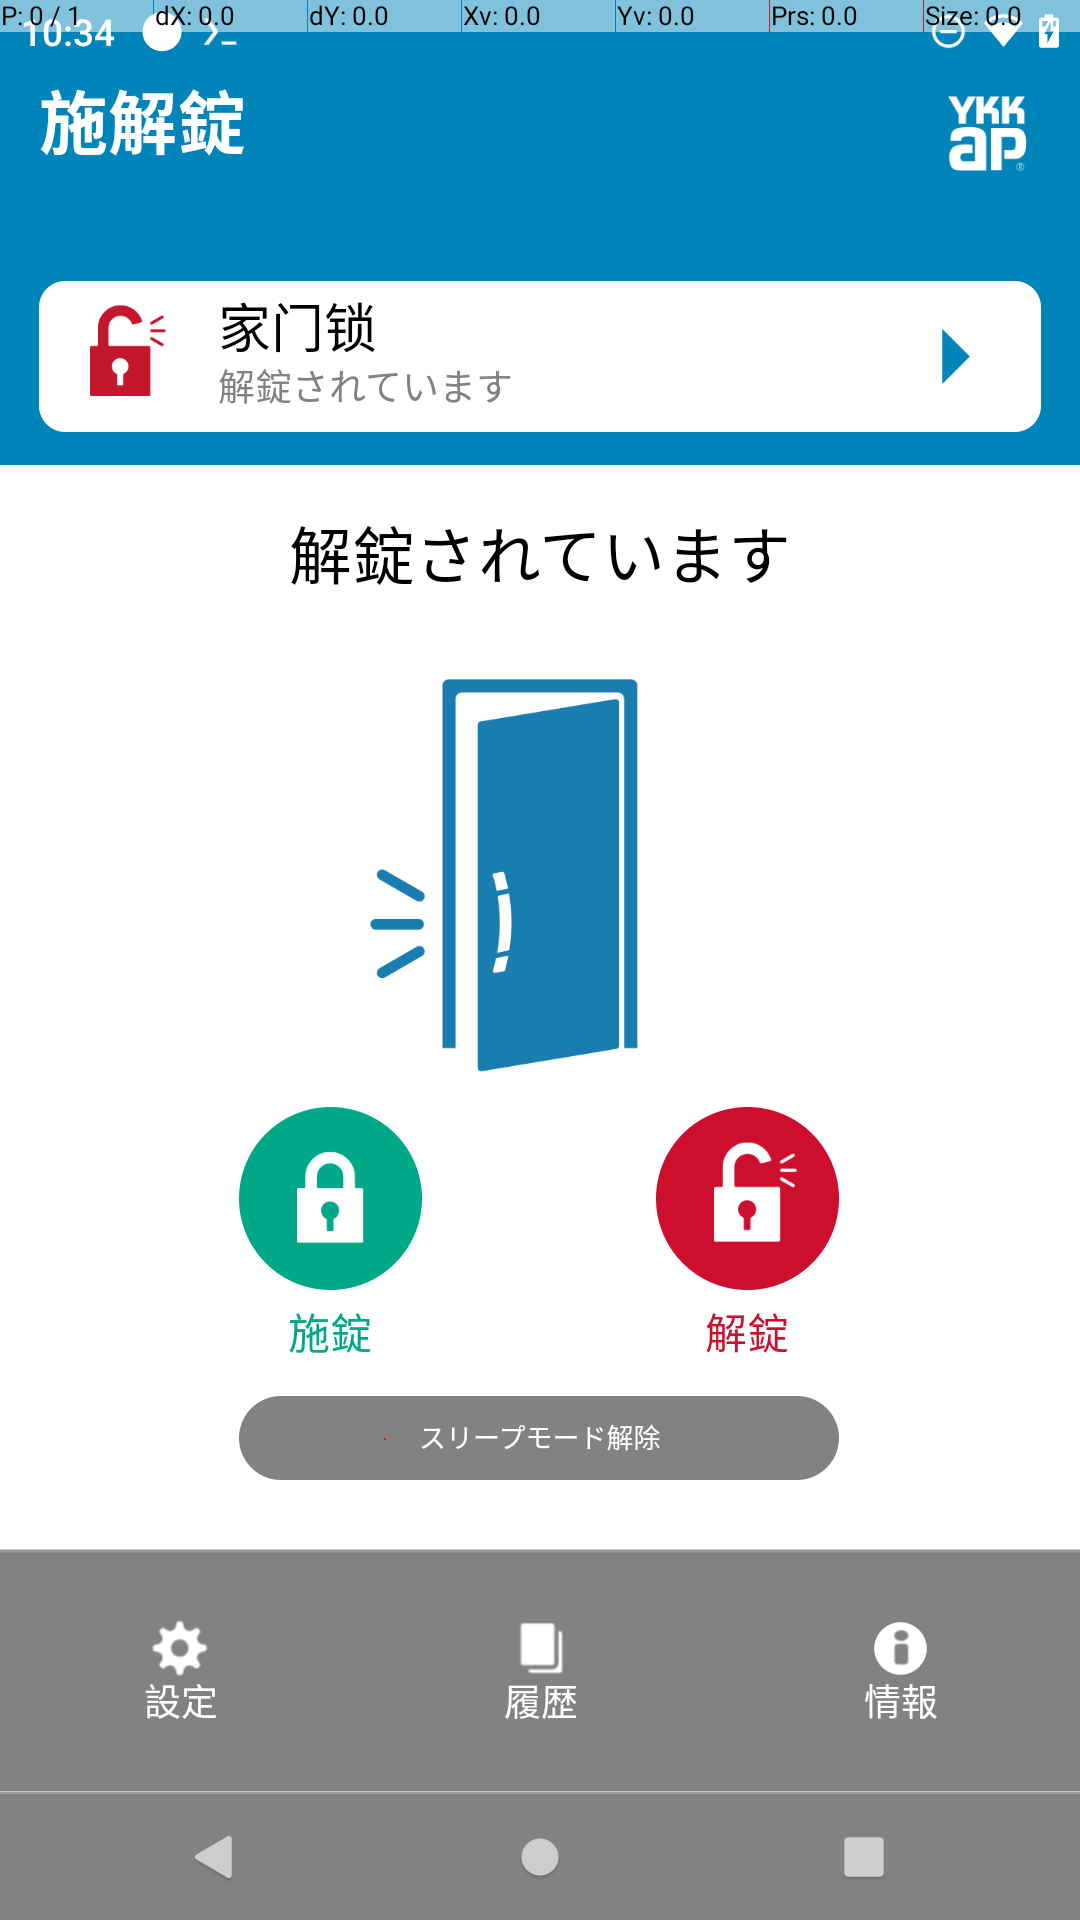 P: 0 / 1 dX: 0.0 dY: 0.0 Xv: 0.0 Yv: 0.0 Prs: 0.0 Size: 0.0
10:34
施解錠
YKK
ap®
家门锁
解錠されています
解錠されています
施錠 解錠
スリープモード解除
設定 履歴 情報